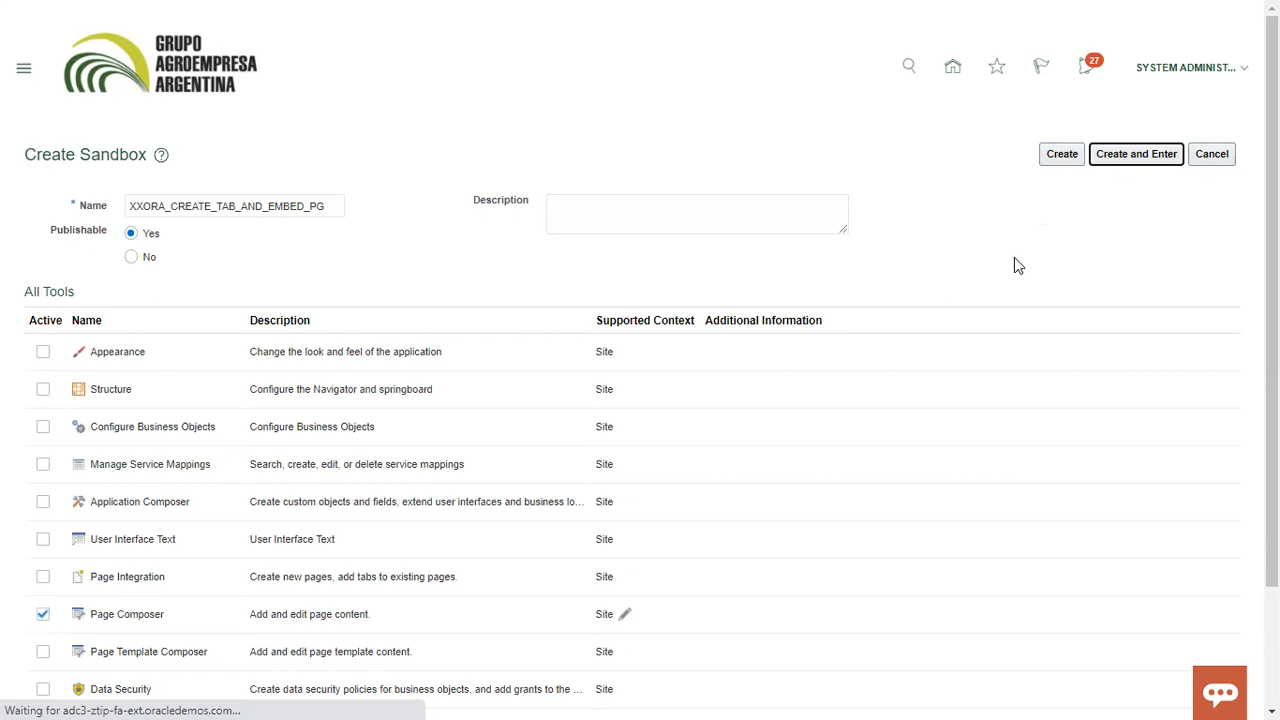 GRUPO
AGROEMPRESA
ARGENTINA
27
SYSTEM ADMINIST...
Create Sandbox
Create
Create and Enter
Cancel
* Name
XXORA_CREATE_TAB_AND_EMBED_PG
Description
Publishable
Yes
No
All Tools
Active Name Description Supported Context Additional Information
Appearance Change the look and feel of the application Site
Structure Configure the Navigator and springboard Site
Configure Business Objects Configure Business Objects Site
Manage Service Mappings Search, create, edit, or delete service mappings Site
Application Composer Create custom objects and fields, extend user interfaces and business lo... Site
User Interface Text User Interface Text Site
Page Integration Create new pages, add tabs to existing pages. Site
Page Composer Add and edit page content. Site
Page Template Composer Add and edit page template content. Site
Data Security Create data security policies for business objects, and add grants to the ... Site
Waiting for adc3-ztip-fa-ext.oracledemos.com...